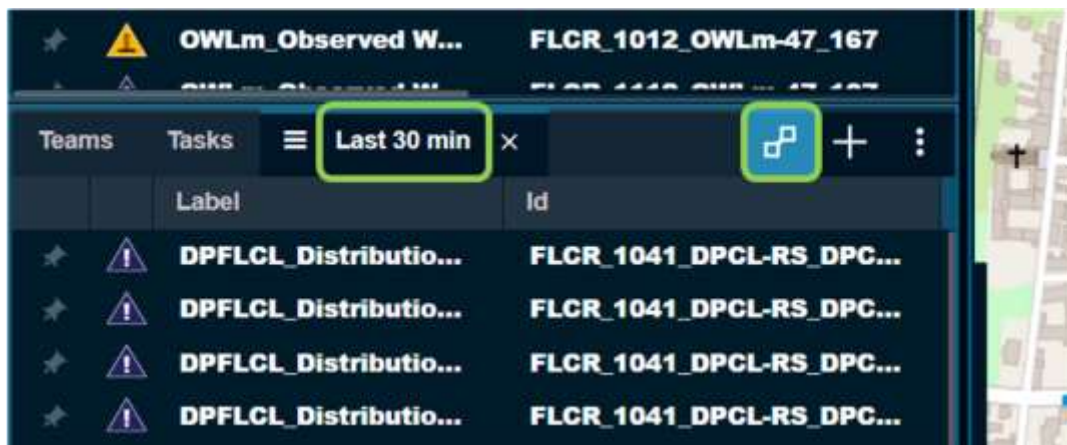 OWLm_Observed W... FLCR_1012_OWLm-47_167
Teams Tasks Last 30 min ×
Label Id
DPFLCL_Distributio... FLCR_1041_DPCL-RS_DPC...
DPFLCL_Distributio... FLCR_1041_DPCL-RS_DPC...
DPFLCL_Distributio... FLCR_1041_DPCL-RS_DPC...
DPFLCL_Distributio... FLCR_1041_DPCL-RS_DPC...